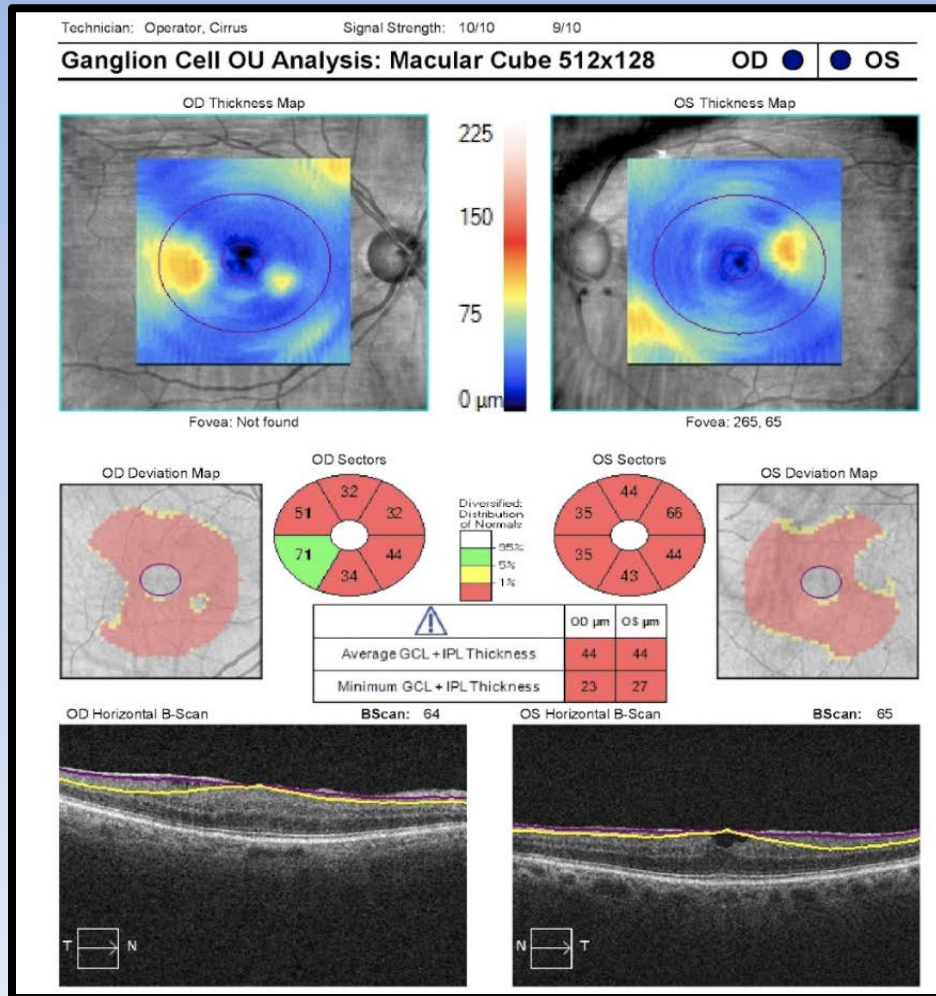 Technician: Operator, Cirrus Signal Strength: 10/10 9/10
Ganglion Cell OU Analysis: Macular Cube 512x128 OD OS
OD Thickness Map
OS Thickness Map
225
150
75
0 µm
Fovea: Not found
Fovea: 265, 65
OD Deviation Map
OD Sectors
32
51
32
71
44
34
Diversified:
Distribution
of Normals
95%
5%
1%
OS Sectors
44
35
66
35
44
43
OS Deviation Map
OD µm OS µm
Average GCL + IPL Thickness 44 44
Minimum GCL + IPL Thickness 23 27
OD Horizontal B-Scan BScan: 64
OS Horizontal B-Scan BScan: 65
T N
N T